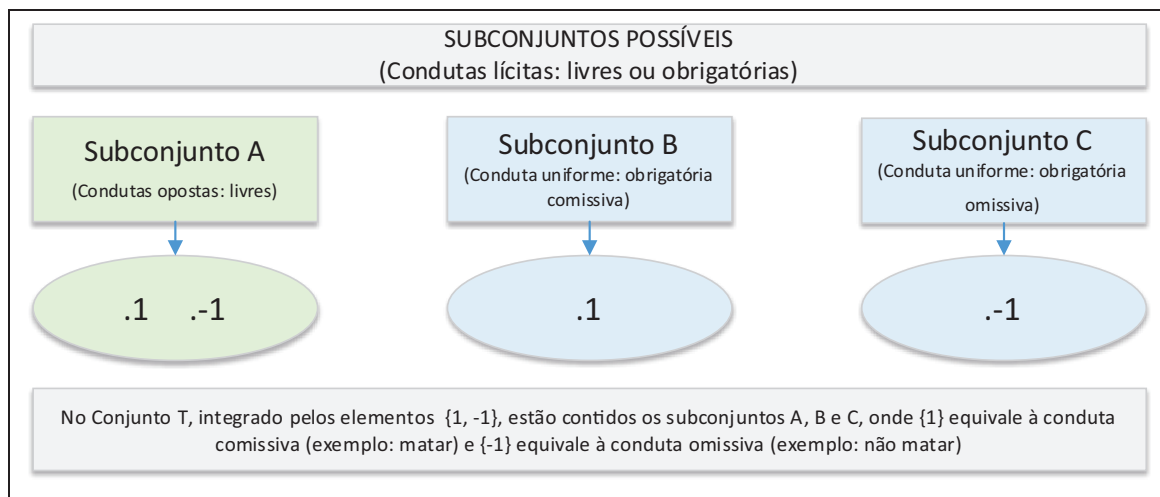 SUBCONJUNTOS POSSÍVEIS
(Condutas lícitas: livres ou obrigatórias)
Subconjunto A
(Condutas opostas: livres)
Subconjunto B
(Conduta uniforme: obrigatória
comissiva)
Subconjunto C
(Conduta uniforme: obrigatória
omissiva)
.1 .-1
.1
.-1
No Conjunto T, integrado pelos elementos {1, -1}, estão contidos os subconjuntos A, B e C, onde {1} equivale à conduta
comissiva (exemplo: matar) e {-1} equivale à conduta omissiva (exemplo: não matar)